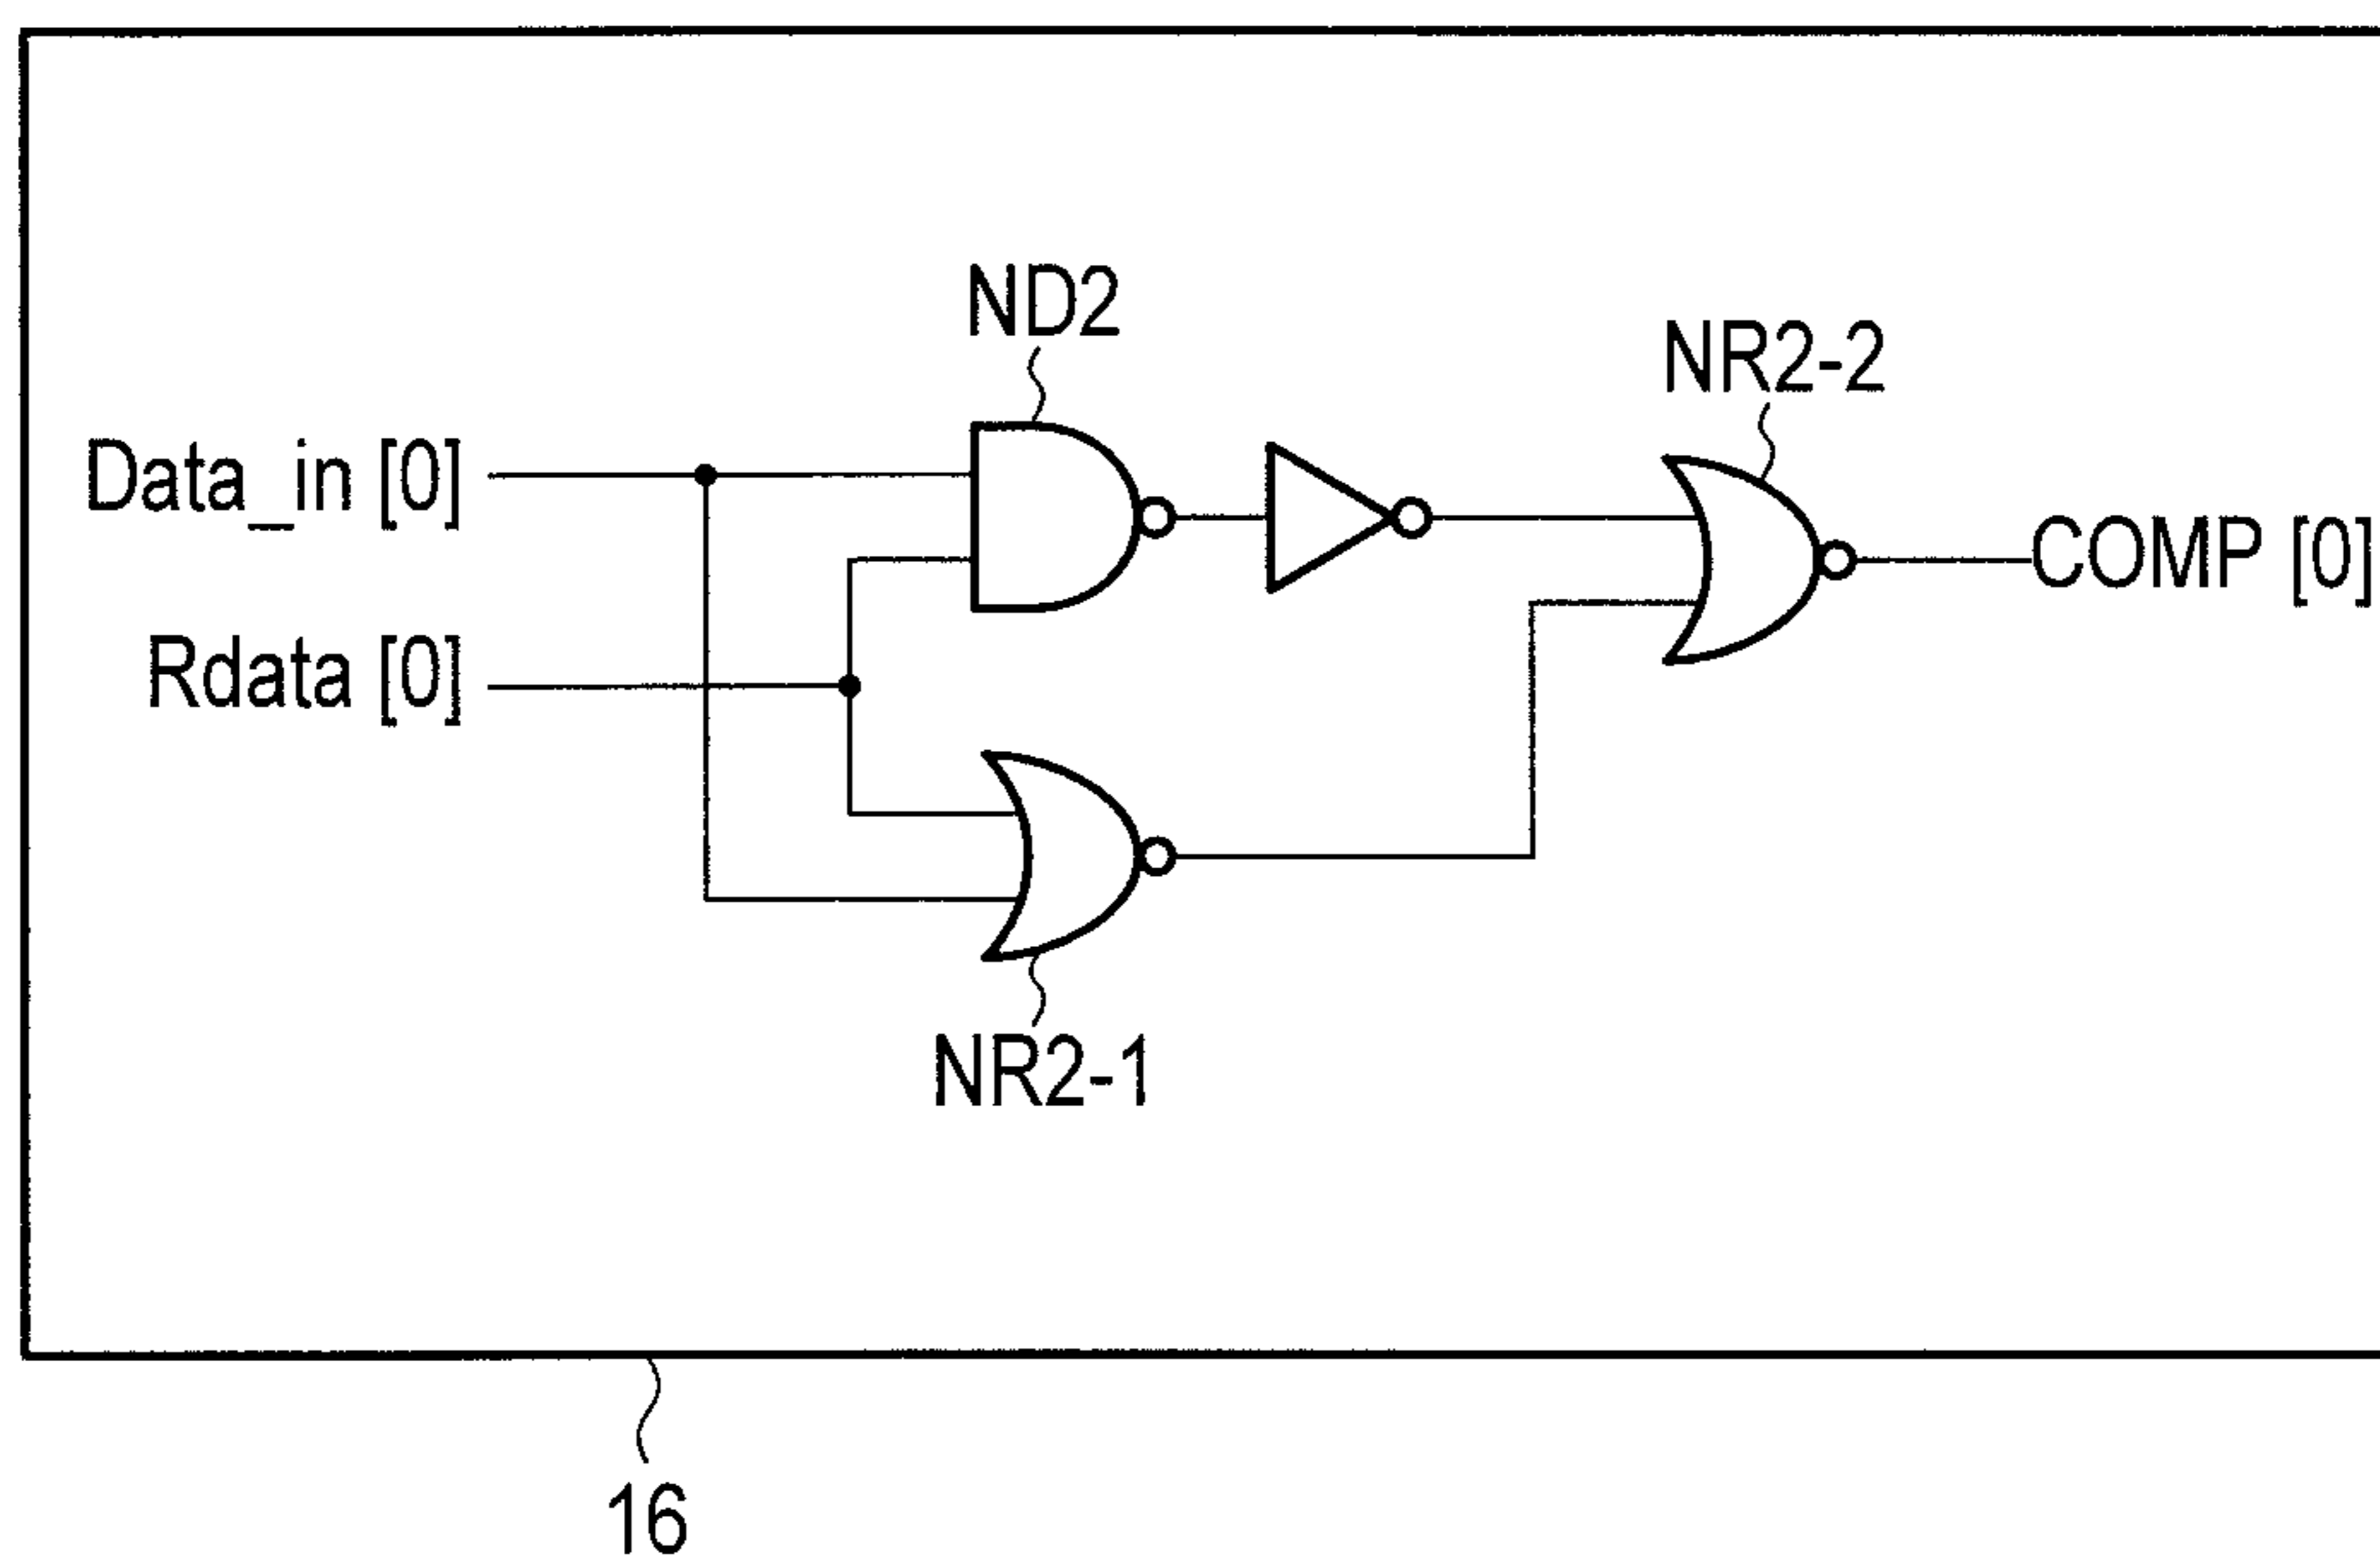 ND2
NR2-2
Data_in [0]
COMP [0]
Rdata [0]
NR2-1
16